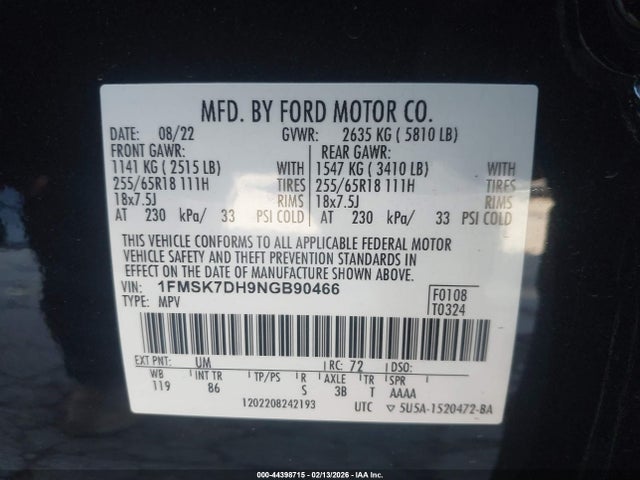 MFD. BY FORD MOTOR CO.
DATE: 08/22 GVWR: 2635 KG ( 5810 LB)
FRONT GAWR: REAR GAWR:
1141 KG ( 2515 LB) WITH 1547 KG ( 3410 LB) WITH
255/65R18 111H TIRES 255/65R18 111H TIRES
18x7.5J RIMS 18x7.5J RIMS
AT 230 kPa/ 33 PSI COLD AT 230 kPa/ 33 PSI COLD
THIS VEHICLE CONFORMS TO ALL APPLICABLE FEDERAL MOTOR
VEHICLE SAFETY AND THEFT PREVENTION STANDARDS IN
EFFECT ON THE DATE OF MANUFACTURE SHOWN ABOVE.
VIN: 1FMSK7DH9NGB90466 F0108
TYPE: MPV T0324
EXT PNT: UM RC: 72 DSO:
WB INT TR TP/PS R AXLE TR SPR
119 86 S 3B T AAAA
1202208242193 UTC 5U5A-1520472-BA
000-44398715 - 02/13/2026 - IAA Inc.